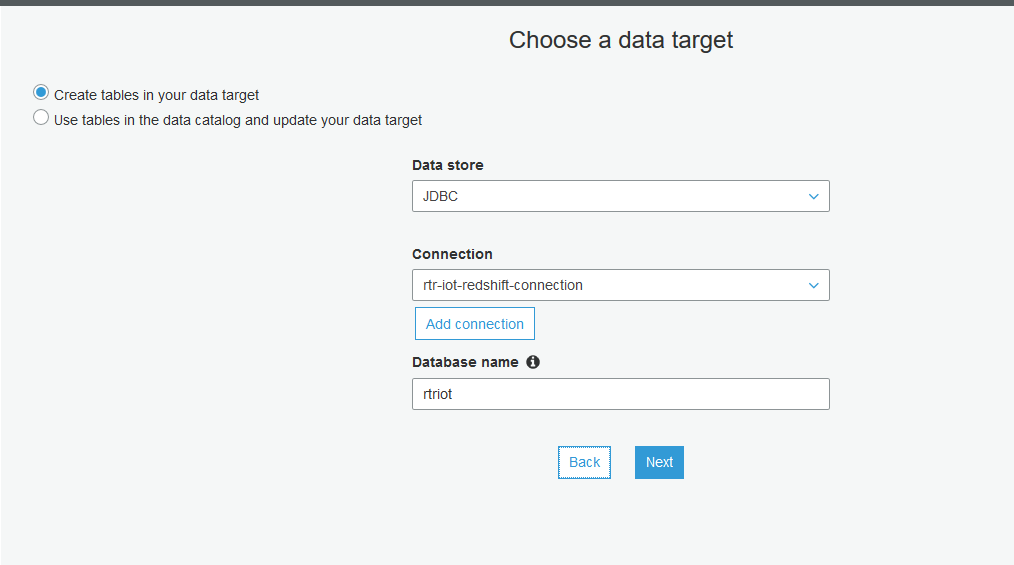 Choose a data target
Create tables in your data target
Use tables in the data catalog and update your data target
Data store
JDBC
Connection
rtr-iot-redshift-connection
Add connection
Database name
rtriot
Back
Next